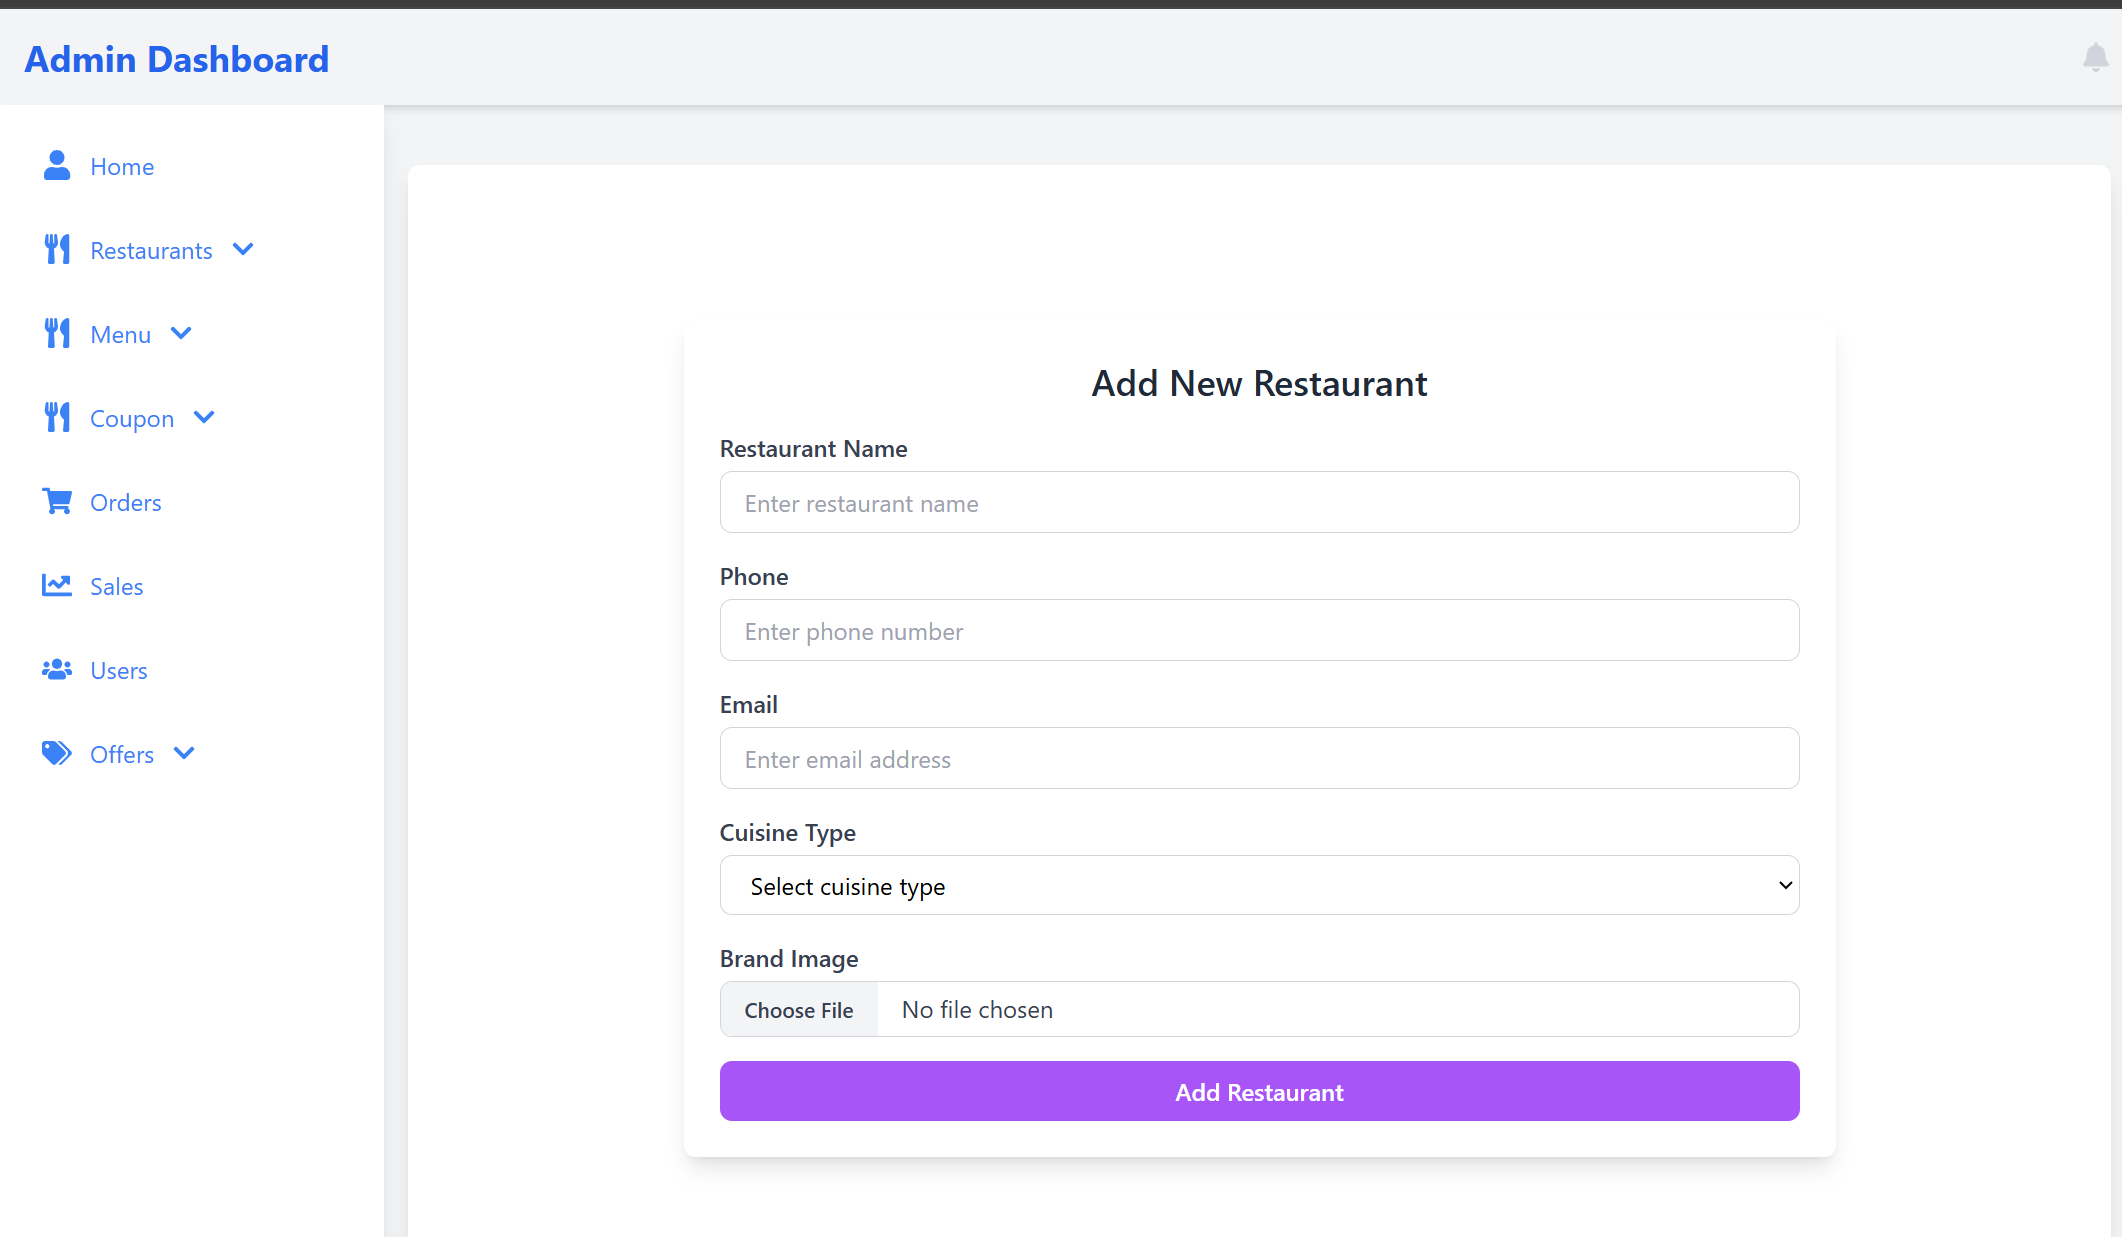 Admin Dashboard
Home
Restaurants
Menu
Coupon
Orders
Sales
Users
Offers
Add New Restaurant
Restaurant Name
Enter restaurant name
Phone
Enter phone number
Email
Enter email address
Cuisine Type
Select cuisine type
Brand Image
Choose File No file chosen
Add Restaurant